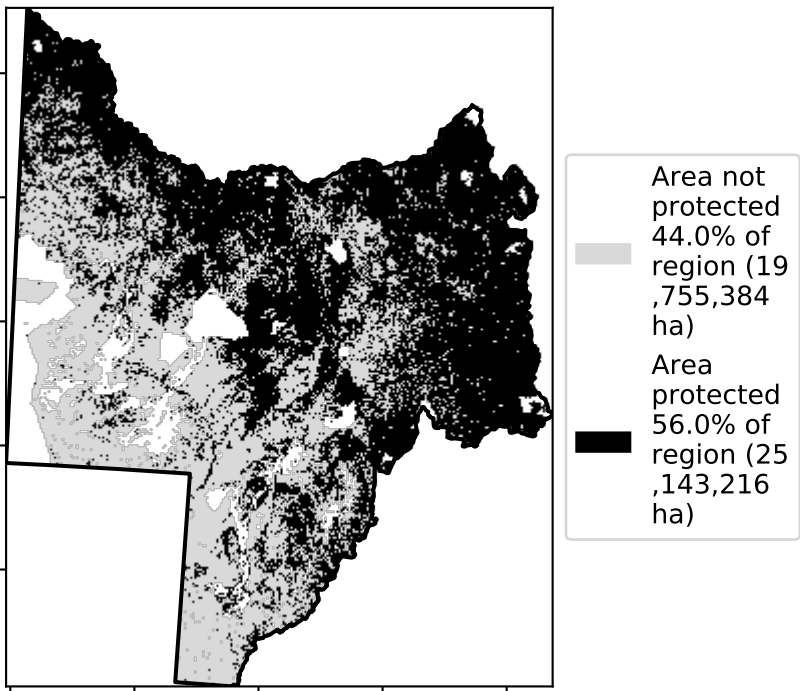 Area not
protected
44.0% of
region (19
,755,384
ha)
Area
protected
56.0% of
region (25
,143,216
ha)